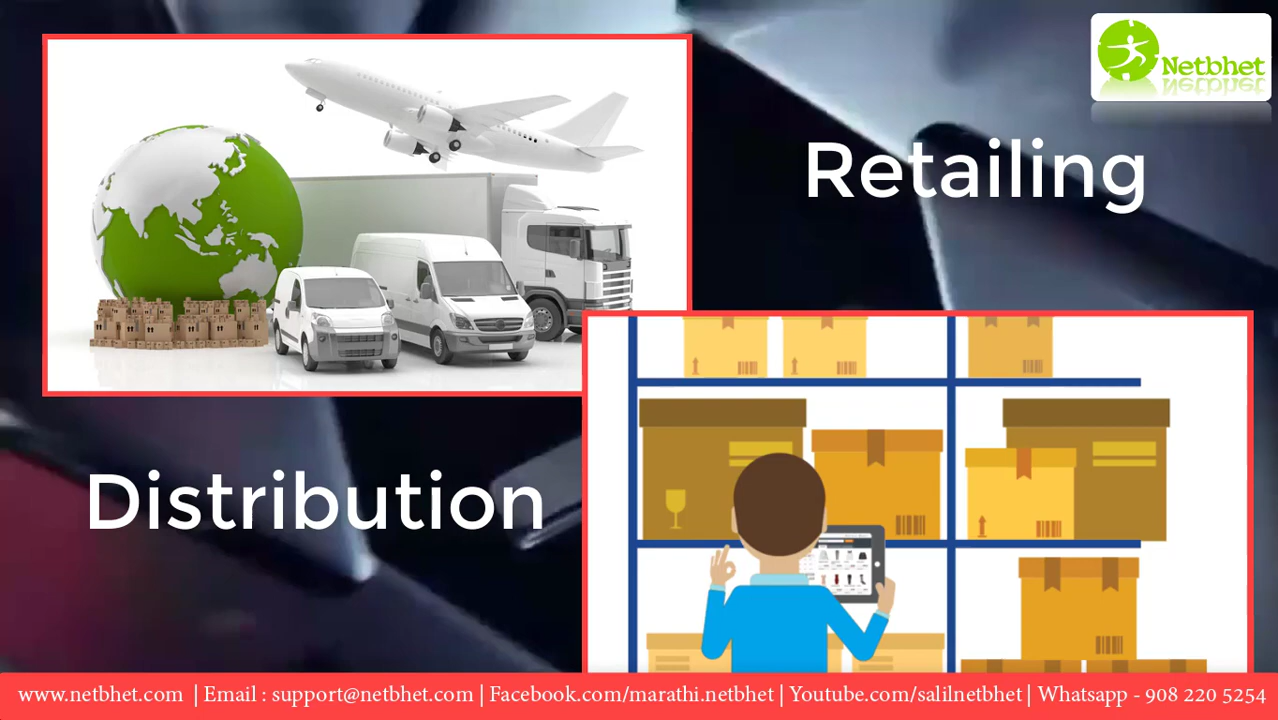 Netbhet
Retailing
Distribution
www.netbhet.com | Email : support@netbhet.com | Facebook.com/marathi.netbhet | Youtube.com/salilnetbhet | Whatsapp - 908 220 5254